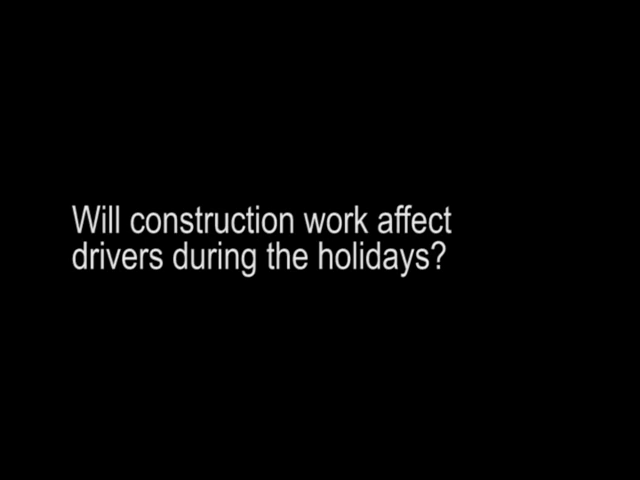 Will construction work affect
drivers during the holidays?